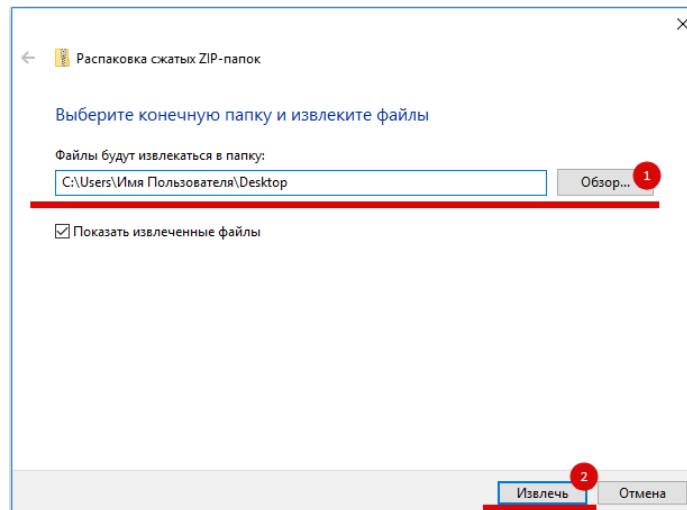 Распаковка сжатых ZIP-папок
Выберите конечную папку и извлеките файлы
Файлы будут извлекаться в папку:
C:\Users\Имя Пользователя\Desktop
Обзор...
1
Показать извлеченные файлы
2
Извлечь
Отмена